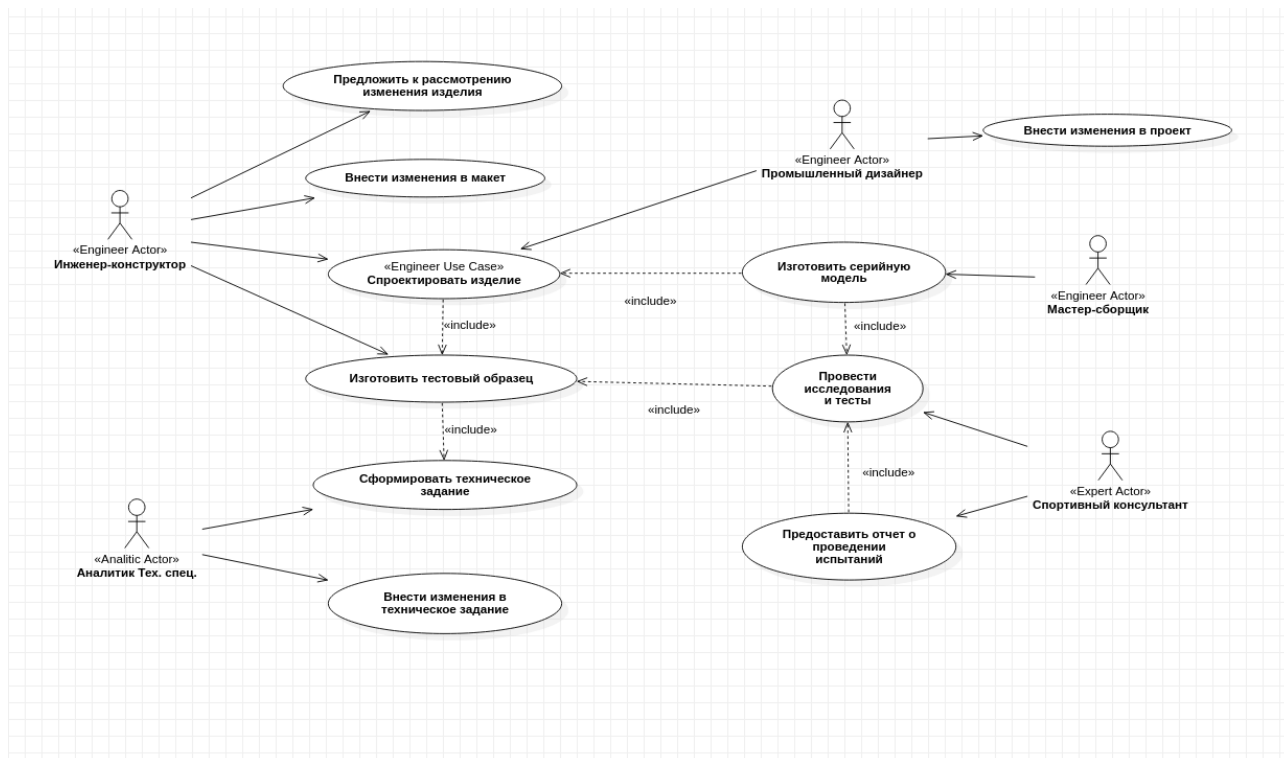 Предложить к рассмотрению
изменения изделия
«Engineer Actor»
Промышленный дизайнер
Внести изменения в проект
Внести изменения в макет
«Engineer Actor»
Инженер-конструктор
«Engineer Use Case»
Спроектировать изделие
«include»
Изготовить серийную
модель
«Engineer Actor»
Мастер-сборщик
«include»
«include»
Изготовить тестовый образец
«include»
Провести
исследования
и тесты
«include»
Сформировать техническое
задание
«include»
«Expert Actor»
Спортивный консультант
«Analitic Actor»
Аналитик Тех. спец.
Предоставить отчет о
проведении
испытаний
Внести изменения в
техническое задание